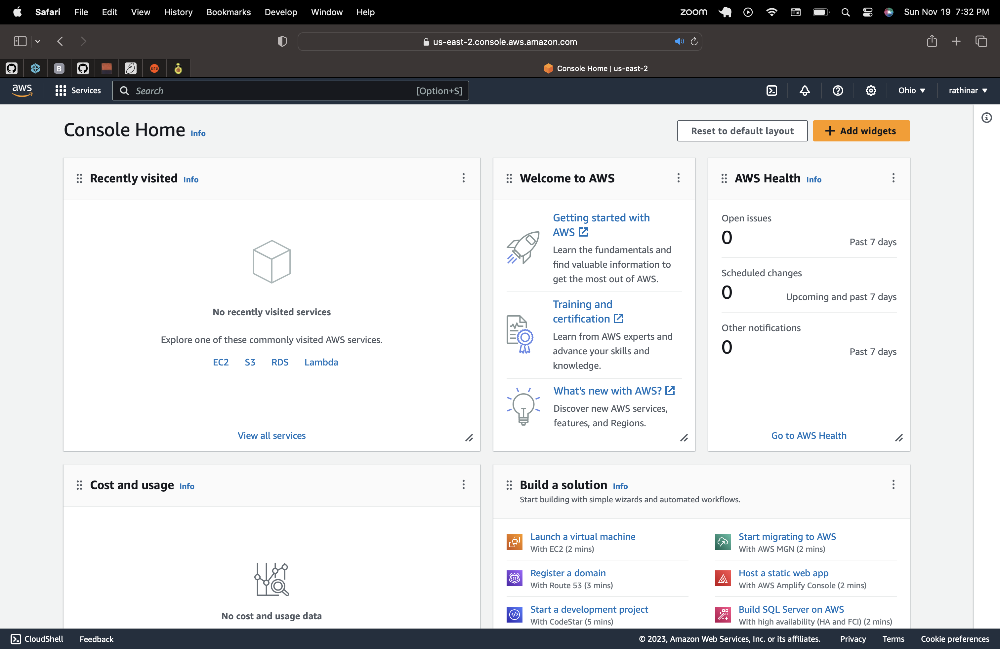 Safari File Edit View History Bookmarks Develop Window Help zoom Sun Nov 19 7:32 PM
us-east-2.console.aws.amazon.com
B ars Console Home | us-east-2
aws Services Search [Option+S] Ohio rathinar
Console Home Info Reset to default layout Add widgets
Recently visited Info
No recently visited services
Explore one of these commonly visited AWS services.
EC2 S3 RDS Lambda
View all services
Welcome to AWS
Getting started with
AWS
Learn the fundamentals and
find valuable information to
get the most out of AWS.
Training and
certification
Learn from AWS experts and
advance your skills and
knowledge.
What's new with AWS?
Discover new AWS services,
features, and Regions.
AWS Health Info
Open issues
0 Past 7 days
Scheduled changes
0 Upcoming and past 7 days
Other notifications
0 Past 7 days
Go to AWS Health
Cost and usage Info
No cost and usage data
Build a solution Info
Start building with simple wizards and automated workflows.
Launch a virtual machine
With EC2 (2 mins)
Start migrating to AWS
With AWS MGN (2 mins)
Register a domain
With Route 53 (3 mins)
Host a static web app
With AWS Amplify Console (2 mins)
Start a development project
With CodeStar (5 mins)
Build SQL Server on AWS
With high availability (HA and FCI) (2 mins)
CloudShell Feedback © 2023, Amazon Web Services, Inc. or its affiliates. Privacy Terms Cookie preferences